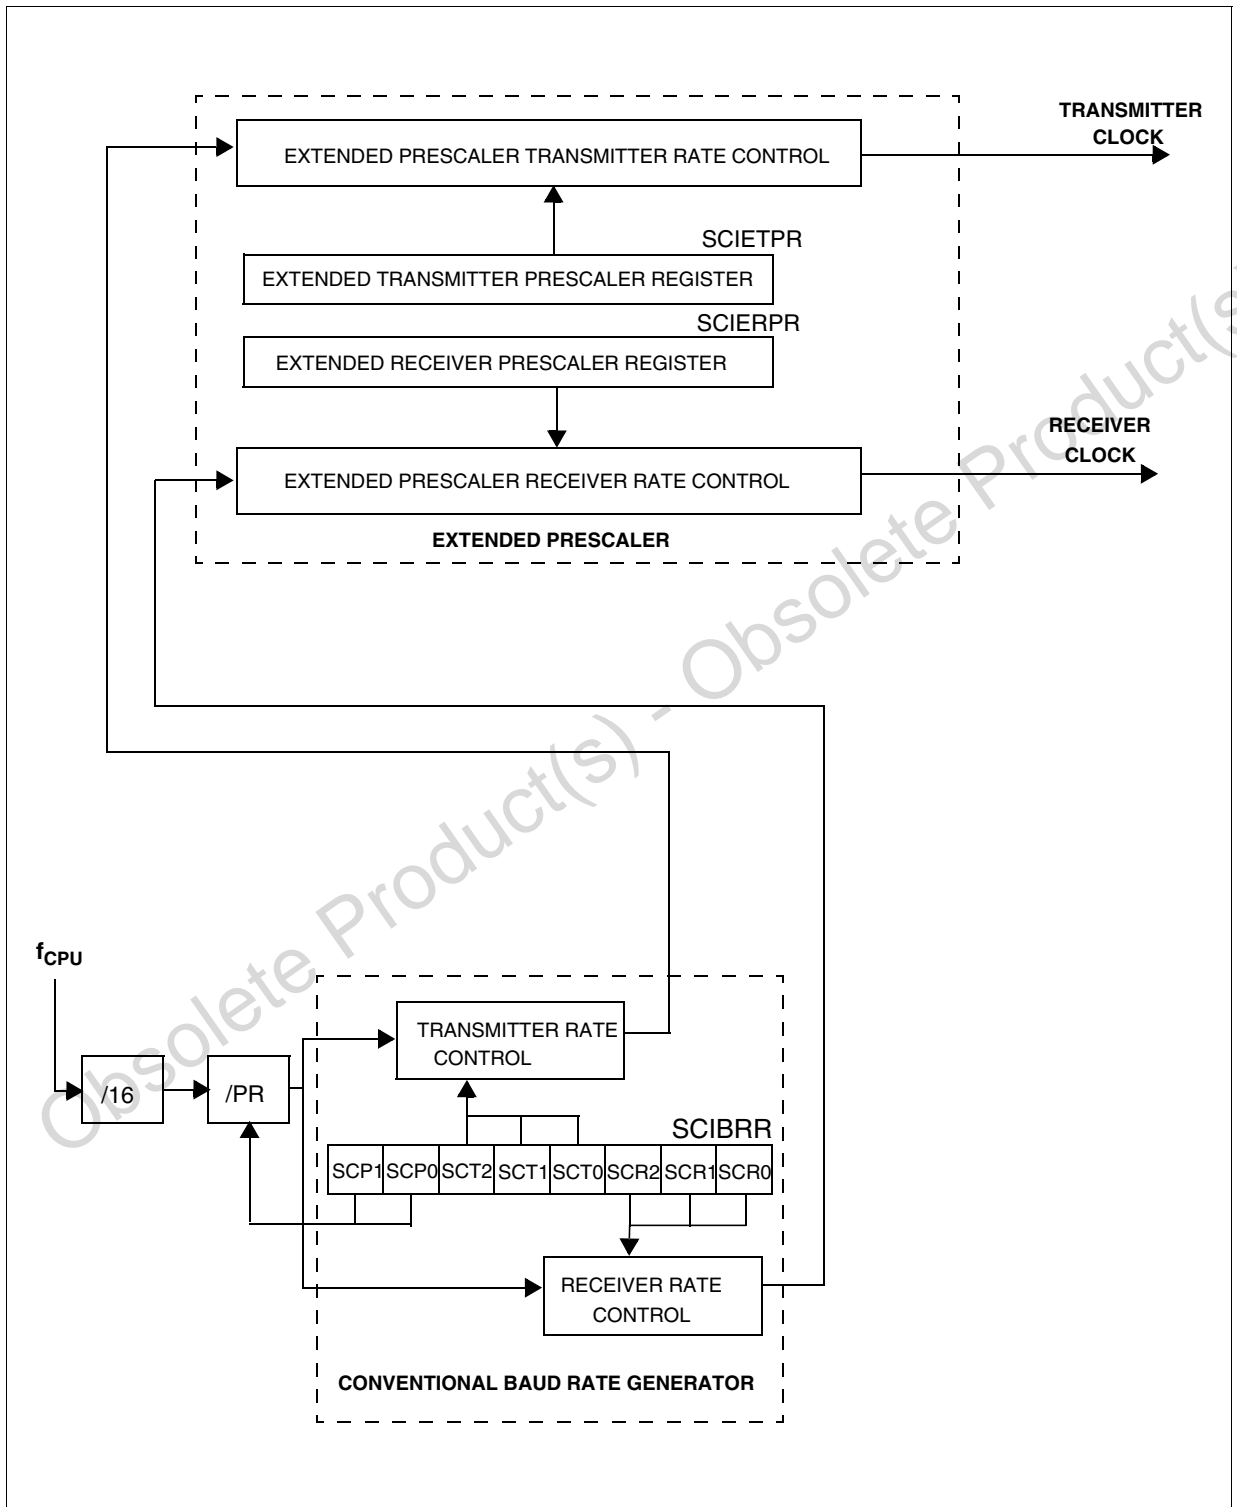 TRANSMITTER
CLOCK
EXTENDED PRESCALER TRANSMITTER RATE CONTROL
SCIETPR
EXTENDED TRANSMITTER PRESCALER REGISTER
SCIERPR
EXTENDED RECEIVER PRESCALER REGISTER
RECEIVER
CLOCK
EXTENDED PRESCALER RECEIVER RATE CONTROL
EXTENDED PRESCALER
fCPU
TRANSMITTER RATE
CONTROL
/16
/PR
SCIBRR
SCP1 SCP0 SCT2 SCT1 SCT0 SCR2 SCR1 SCR0
RECEIVER RATE
CONTROL
CONVENTIONAL BAUD RATE GENERATOR
Obsolete Product(s) - Obsolete Product(s